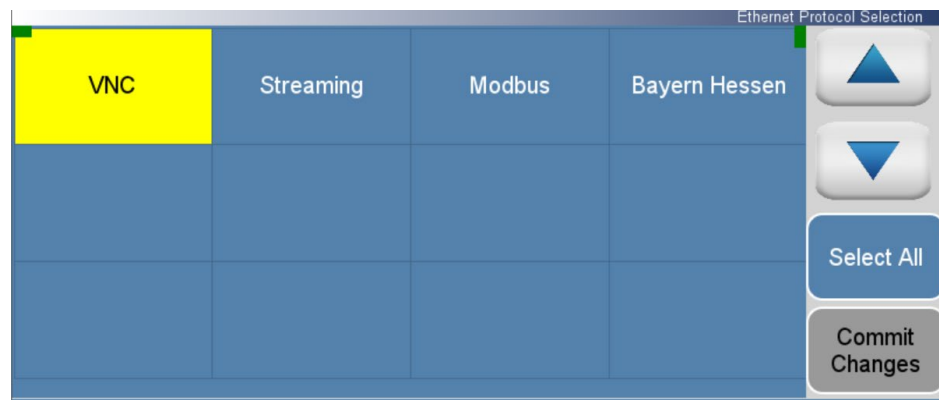 Ethernet Protocol Selection
VNC
Streaming
Modbus
Bayern Hessen
Select All
Commit
Changes